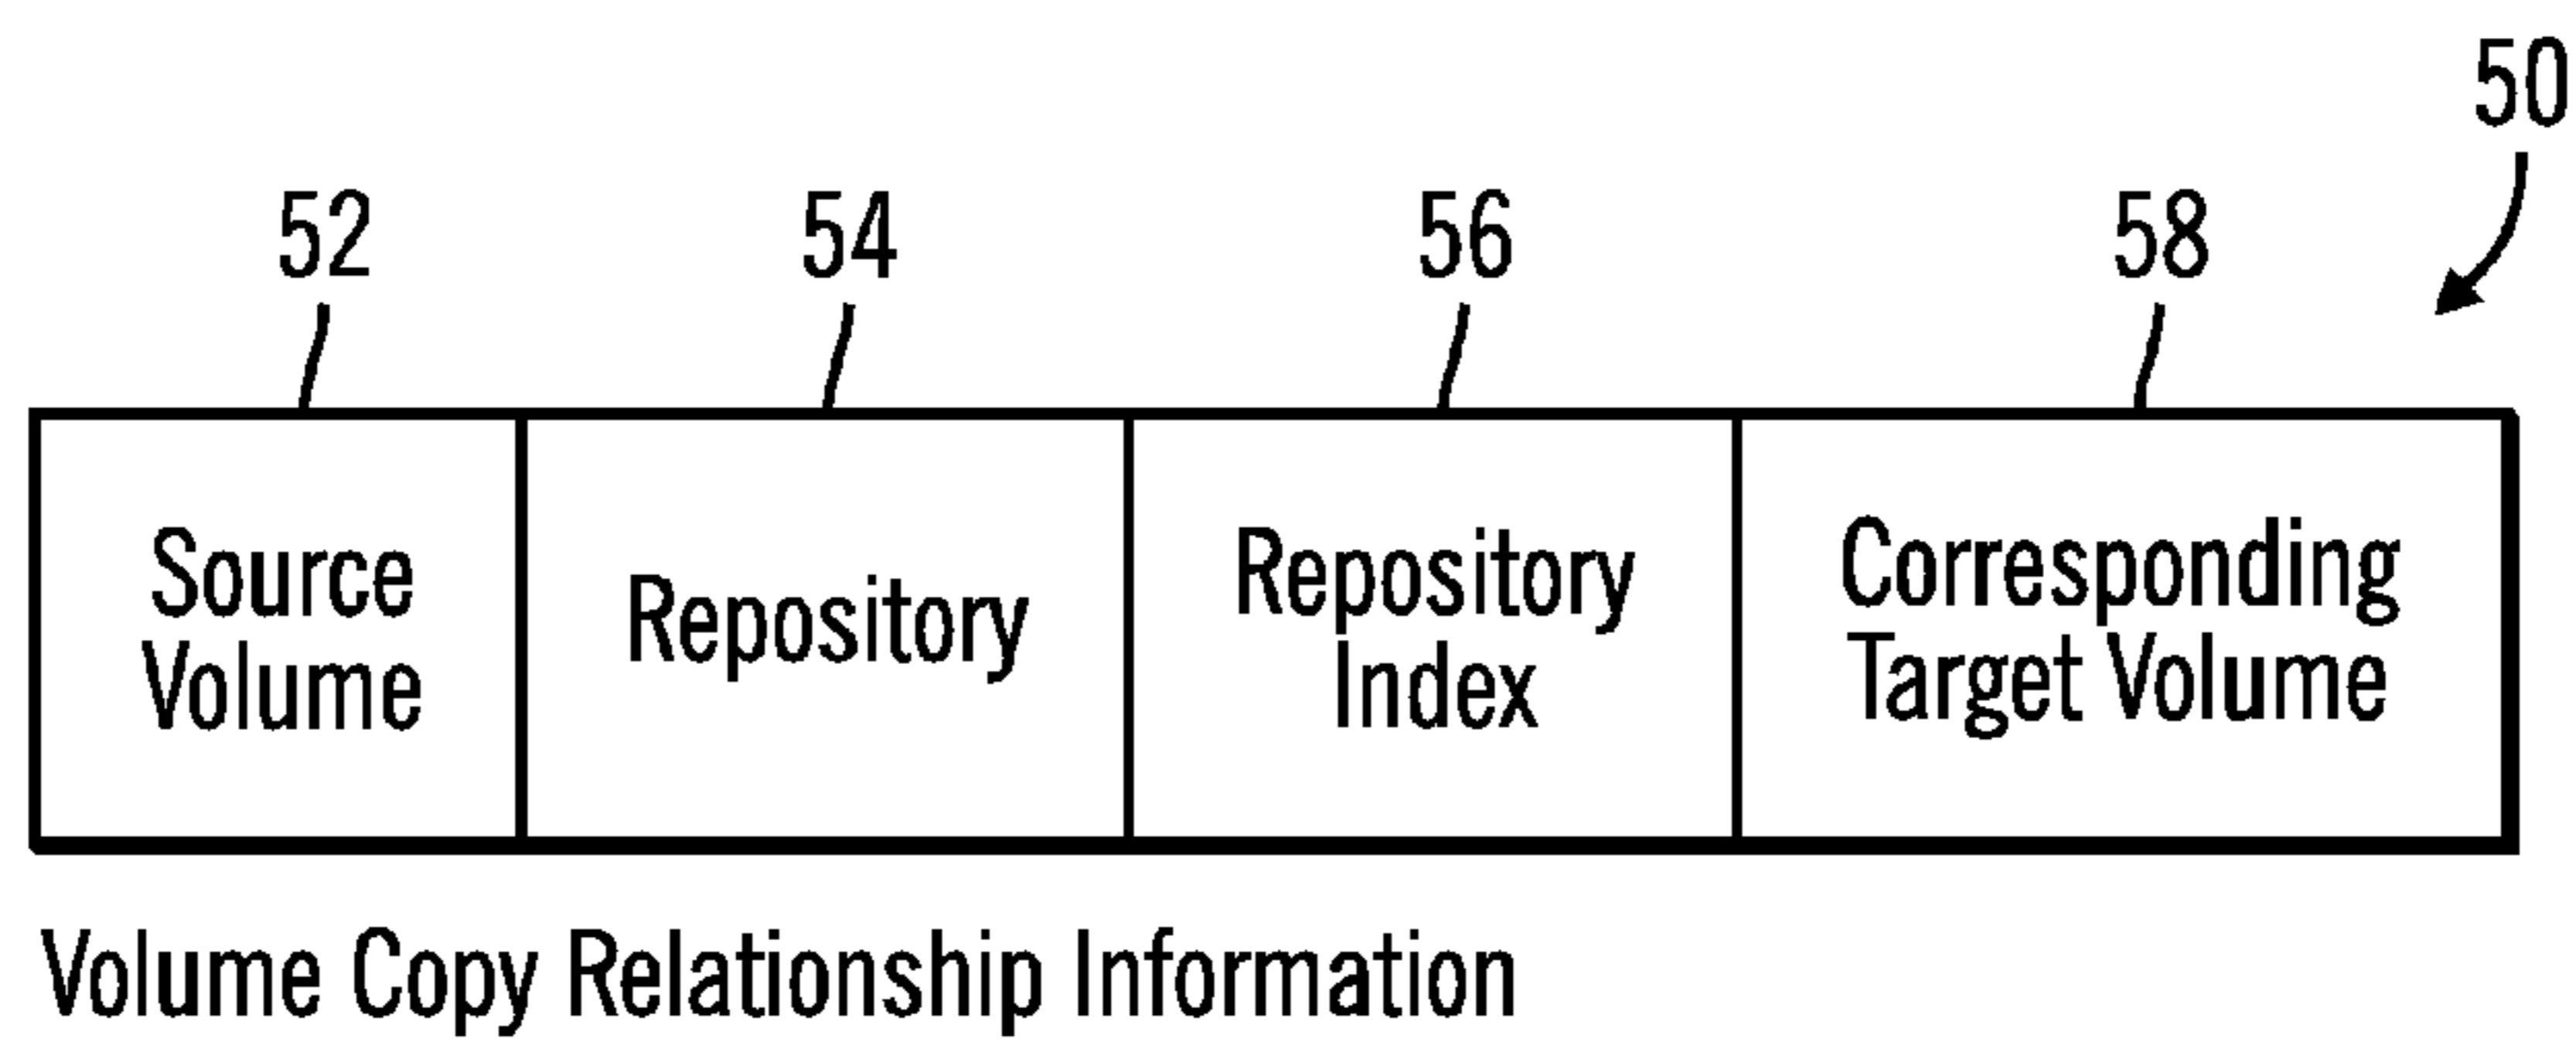 50
52
54
56
58
Source
Volume
Repository
Repository
Index
Corresponding
Target Volume
Volume Copy Relationship Information